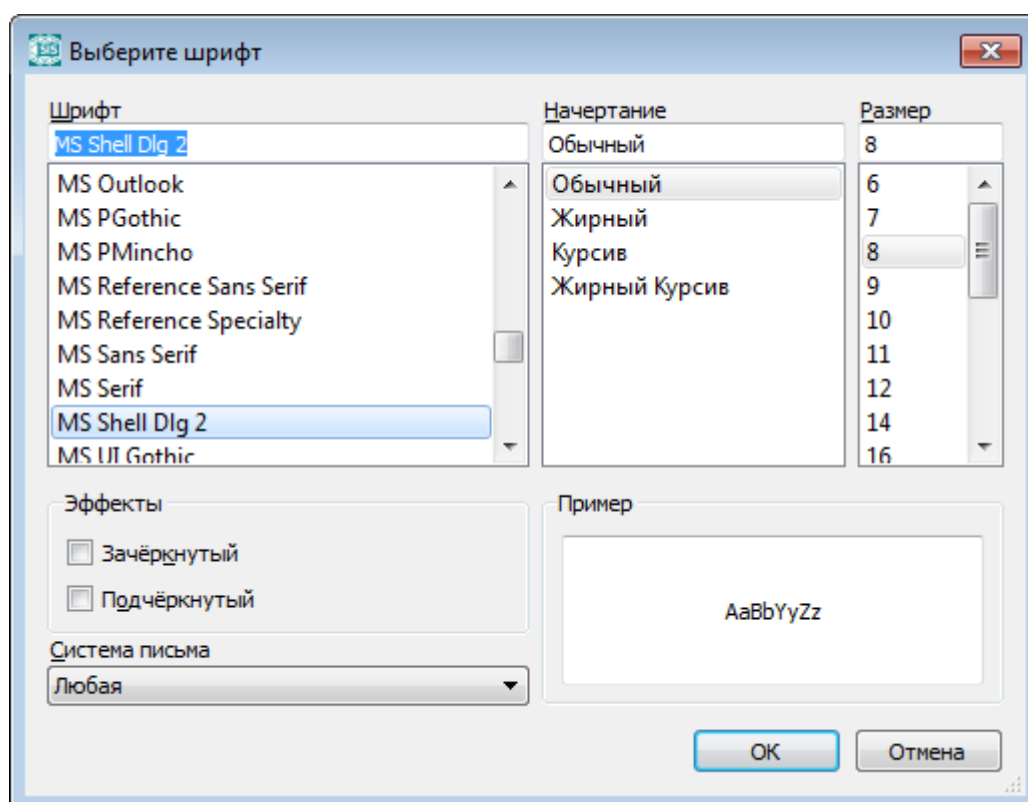 Выберите шрифт
Шрифт
MS Shell Dlg 2
MS Outlook
MS PGothic
MS PMincho
MS Reference Sans Serif
MS Reference Specialty
MS Sans Serif
MS Serif
MS Shell Dlg 2
MS UI Gothic
Начертание
Обычный
Обычный
Жирный
Курсив
Жирный Курсив
Размер
8
6
7
8
9
10
11
12
14
16
Эффекты
Зачёркнутый
Подчёркнутый
Система письма
Любая
Пример
AaBbYyZz
OK
Отмена